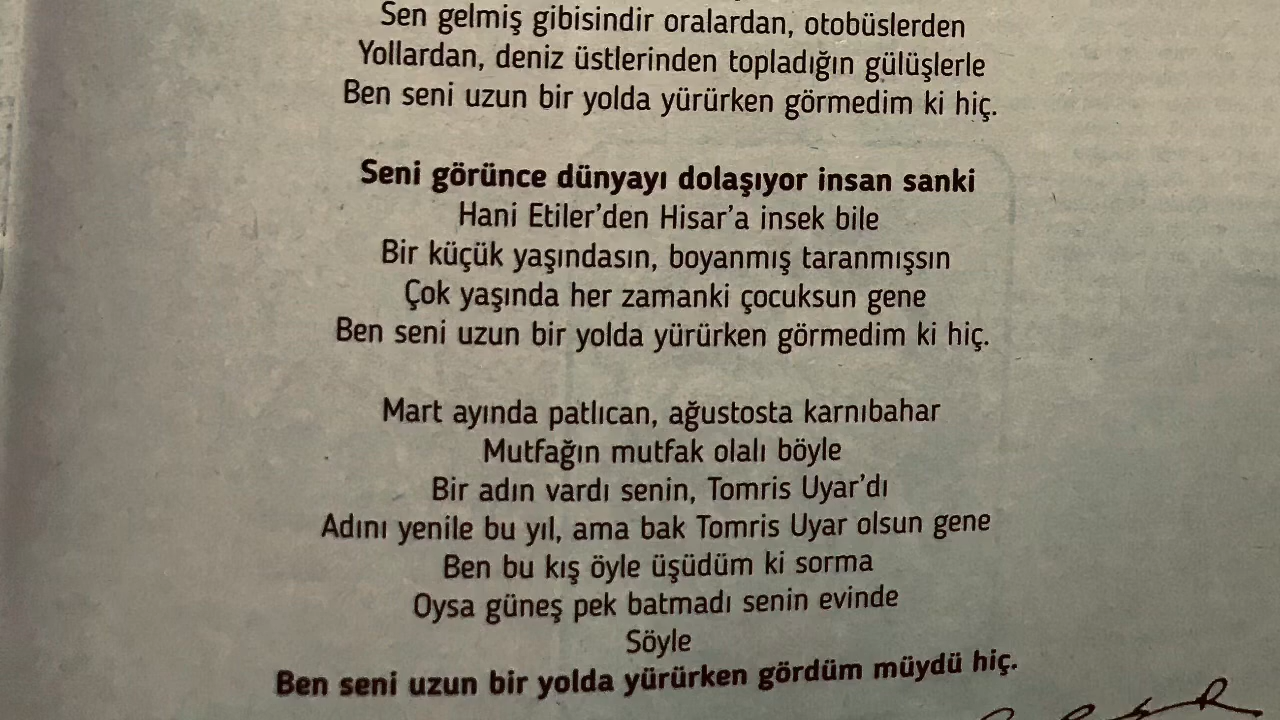 Sen gelmiş gibisindir oralardan, otobüslerden
Yollardan, deniz üstlerinden topladığın gülüşlerle
Ben seni uzun bir yolda yürürken görmedim ki hiç.
Seni görünce dünyayı dolaşıyor insan sanki
Hani Etiler’den Hisar’a insek bile
Bir küçük yaşındasın, boyanmış taranmışsın
Çok yaşında her zamanki çocuksun gene
Ben seni uzun bir yolda yürürken görmedim ki hiç.
Mart ayında patlıcan, ağustosta karnıbahar
Mutfağın mutfak olalı böyle
Bir adın vardı senin, Tomris Uyar’dı
Adını yenile bu yıl, ama bak Tomris Uyar olsun gene
Ben bu kış öyle üşüdüm ki sorma
Oysa güneş pek batmadı senin evinde
Söyle
Ben seni uzun bir yolda yürürken gördüm müydü hiç.